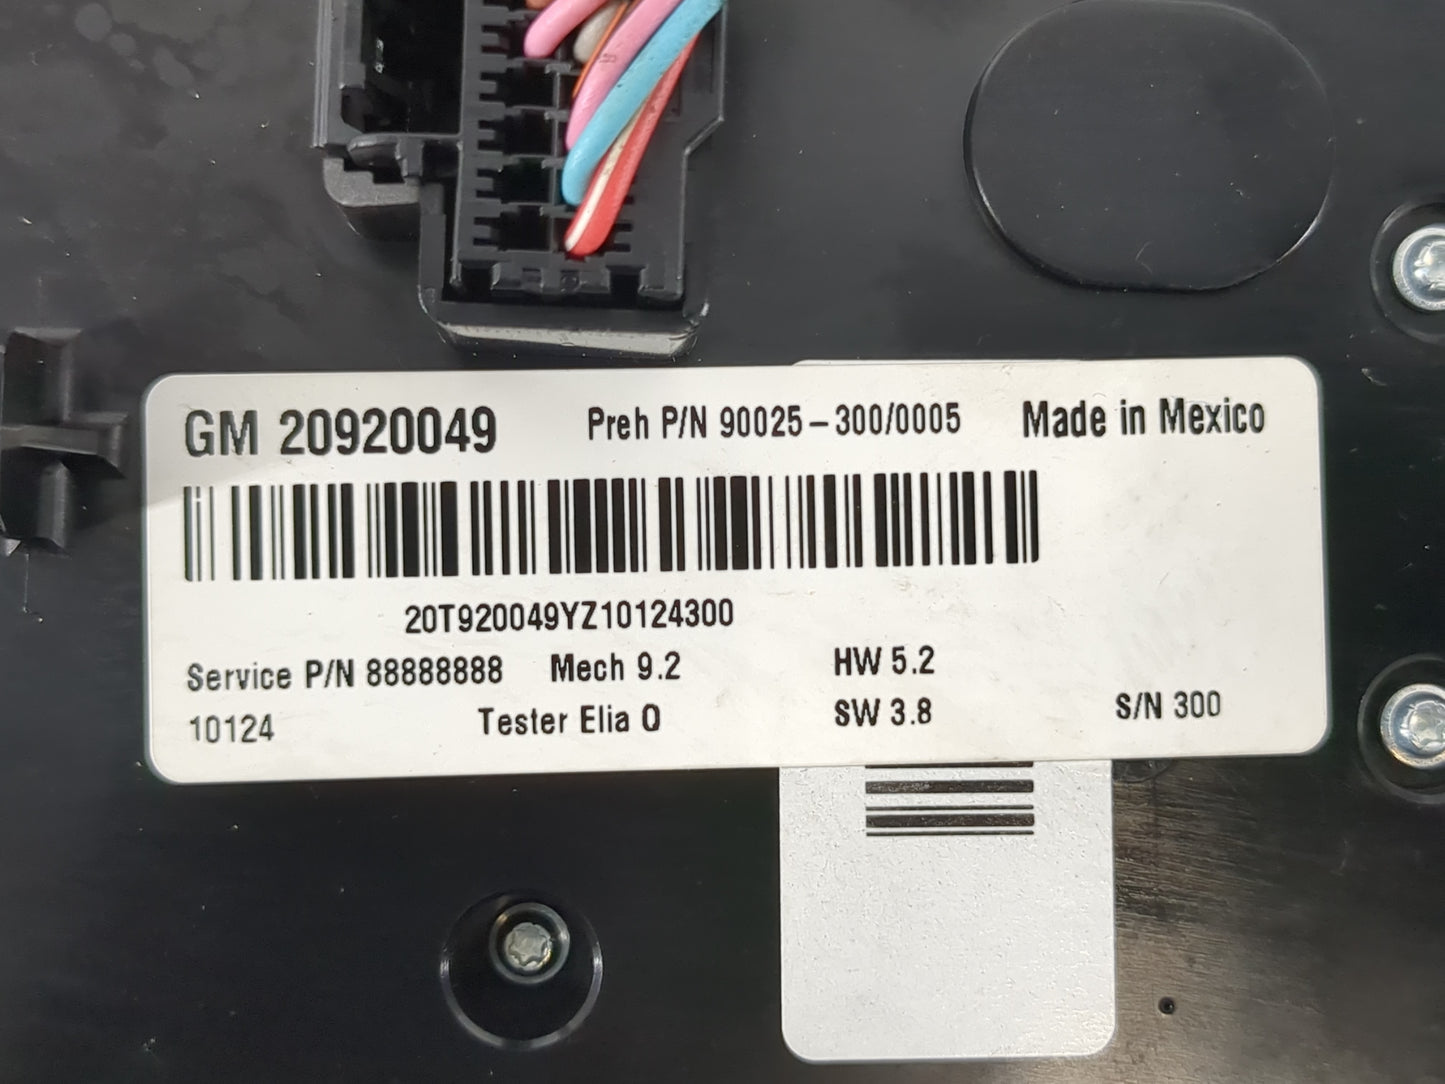 GM 20920049 Preh P/N 90025-300/0005 Made in Mexico
20T920049YZ10124300
Service P/N 88888888 Mech 9.2 HW 5.2
10124 Tester Elia Q SW 3.8 S/N 300